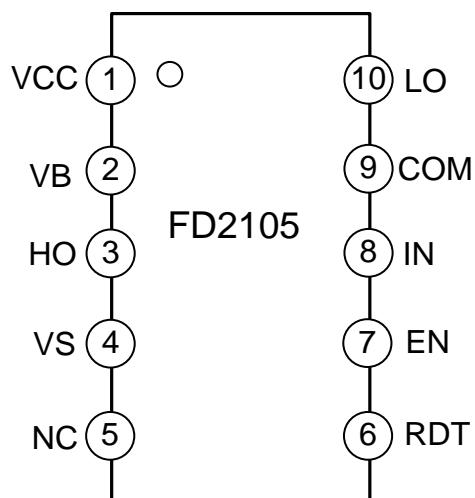 VCC 1 10 LO
VB 2 9 COM
FD2105
HO 3 8 IN
VS 4 7 EN
NC 5 6 RDT